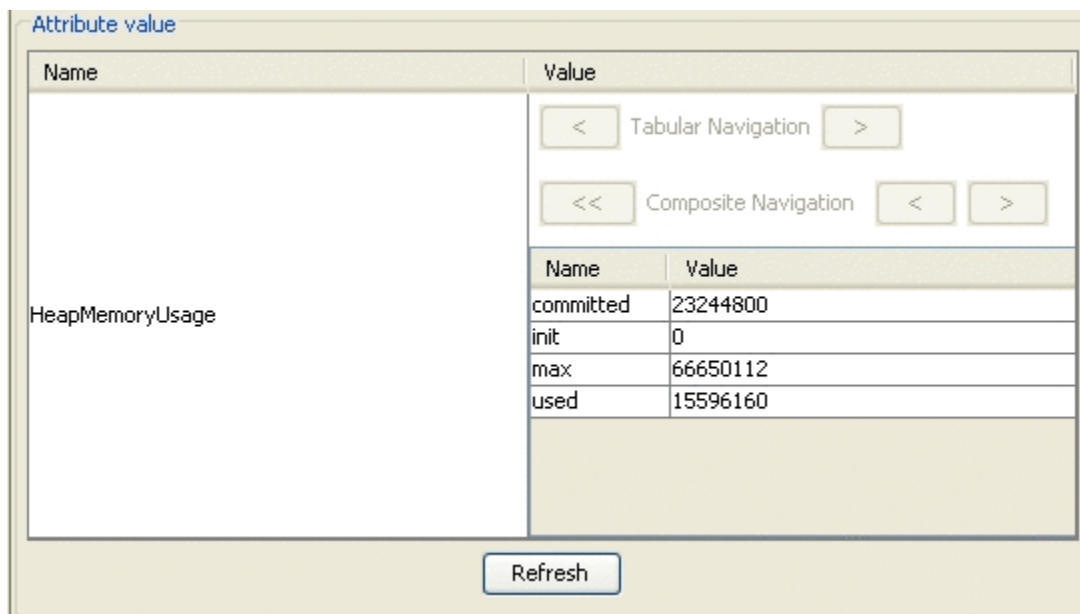 Attribute value
Name Value
< Tabular Navigation >
<< Composite Navigation < >
Name Value
HeapMemoryUsage
committed 23244800
init 0
max 66650112
used 15596160
Refresh